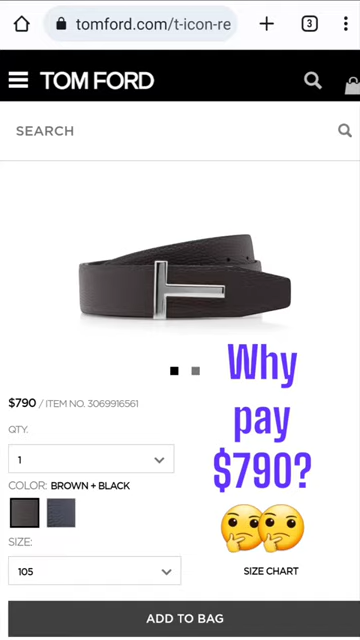 tomford.com/t-icon-re
3
TOM FORD
SEARCH
Why
pay
$790?
$790 / ITEM NO. 3069916561
QTY.
1
COLOR: BROWN + BLACK
SIZE:
105
SIZE CHART
ADD TO BAG